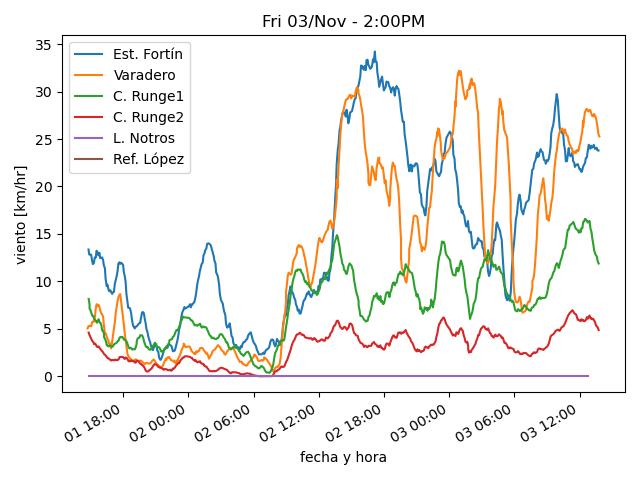 Fri 03/Nov - 2:00PM
Est. Fortín
Varadero
C. Runge1
C. Runge2
L. Notros
Ref. López
viento [km/hr]
35
30
25
20
15
10
5
0
01 18:00
02 00:00
02 06:00
02 12:00
02 18:00
03 00:00
03 06:00
03 12:00
fecha y hora